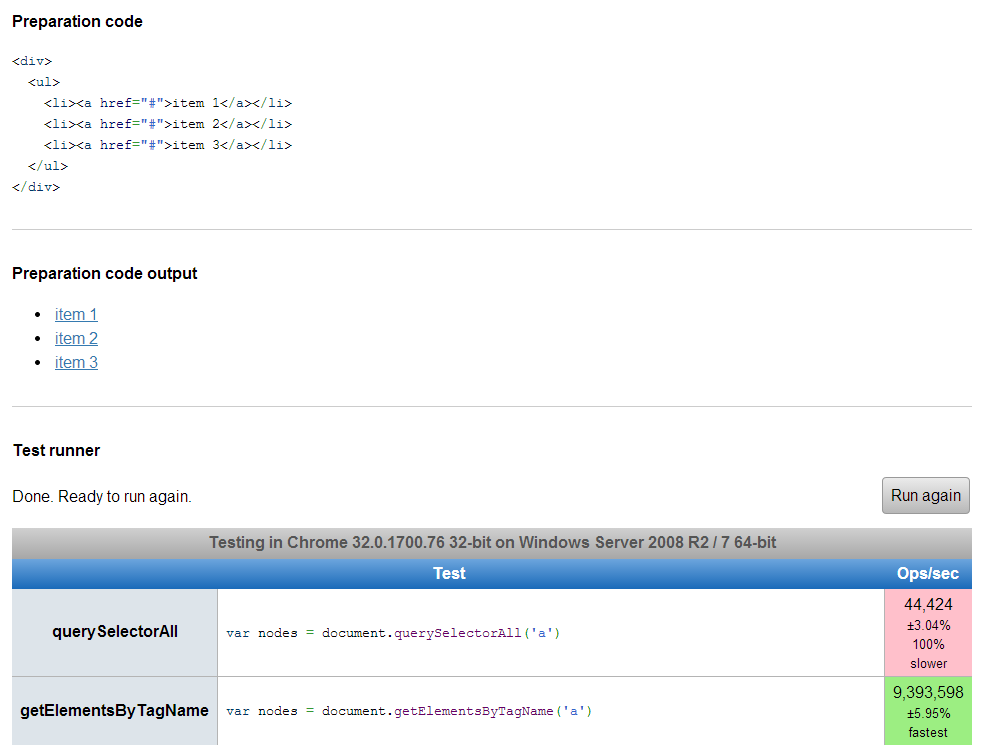 Preparation code
<div>
  <ul>
    <li><a href="#">item 1</a></li>
    <li><a href="#">item 2</a></li>
    <li><a href="#">item 3</a></li>
  </ul>
</div>
Preparation code output
• item 1
• item 2
• item 3
Test runner
Done. Ready to run again.
Run again
Testing in Chrome 32.0.1700.76 32-bit on Windows Server 2008 R2 / 7 64-bit
Test Ops/sec
querySelectorAll
var nodes = document.querySelectorAll('a')
44,424
±3.04%
100%
slower
getElementsByTagName
var nodes = document.getElementsByTagName('a')
9,393,598
±5.95%
fastest